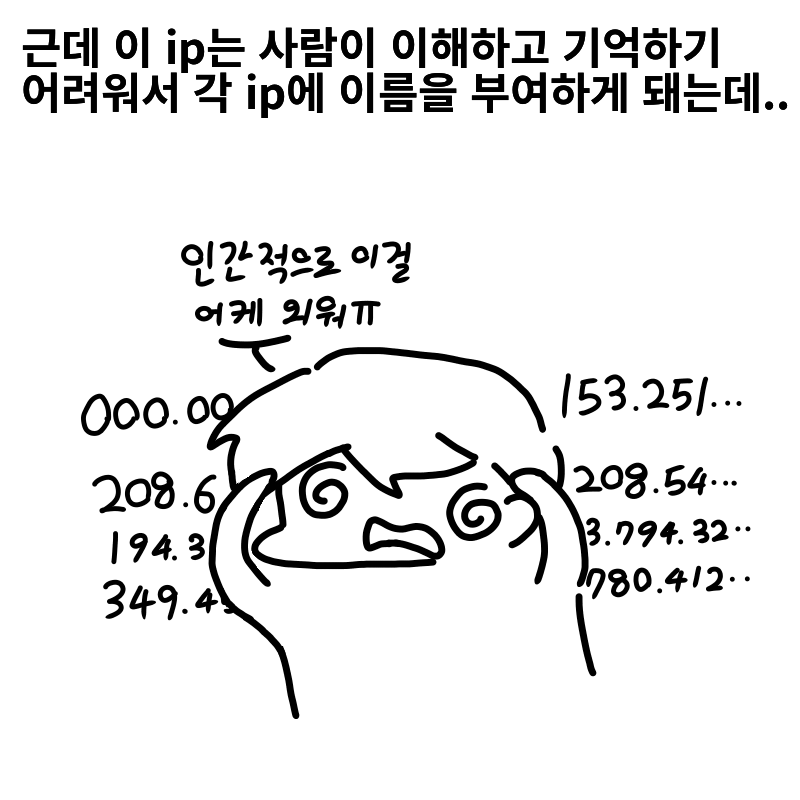 근데 이 ip는 사람이 이해하고 기억하기
어려워서 각 ip에 이름을 부여하게 돼는데..
인간적으로 이걸
어케 외워ㅠ
000.00
153.251...
208.6
208.54...
194.3
3.794.32..
349.45
780.412..